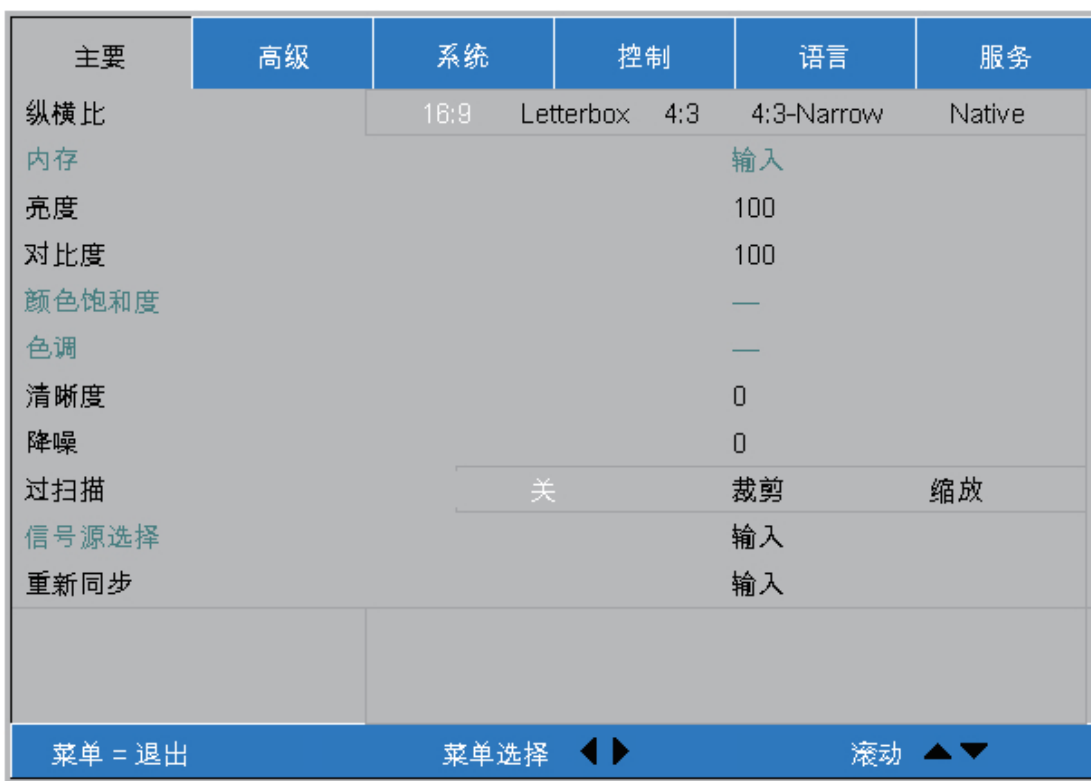 主要 高级 系统 控制 语言 服务
纵横比 16:9 Letterbox 4:3 4:3-Narrow Native
内存 输入
亮度 100
对比度 100
颜色饱和度 —
色调 —
清晰度 0
降噪 0
过扫描 关 裁剪 缩放
信号源选择 输入
重新同步 输入
菜单 = 退出 菜单选择 滚动